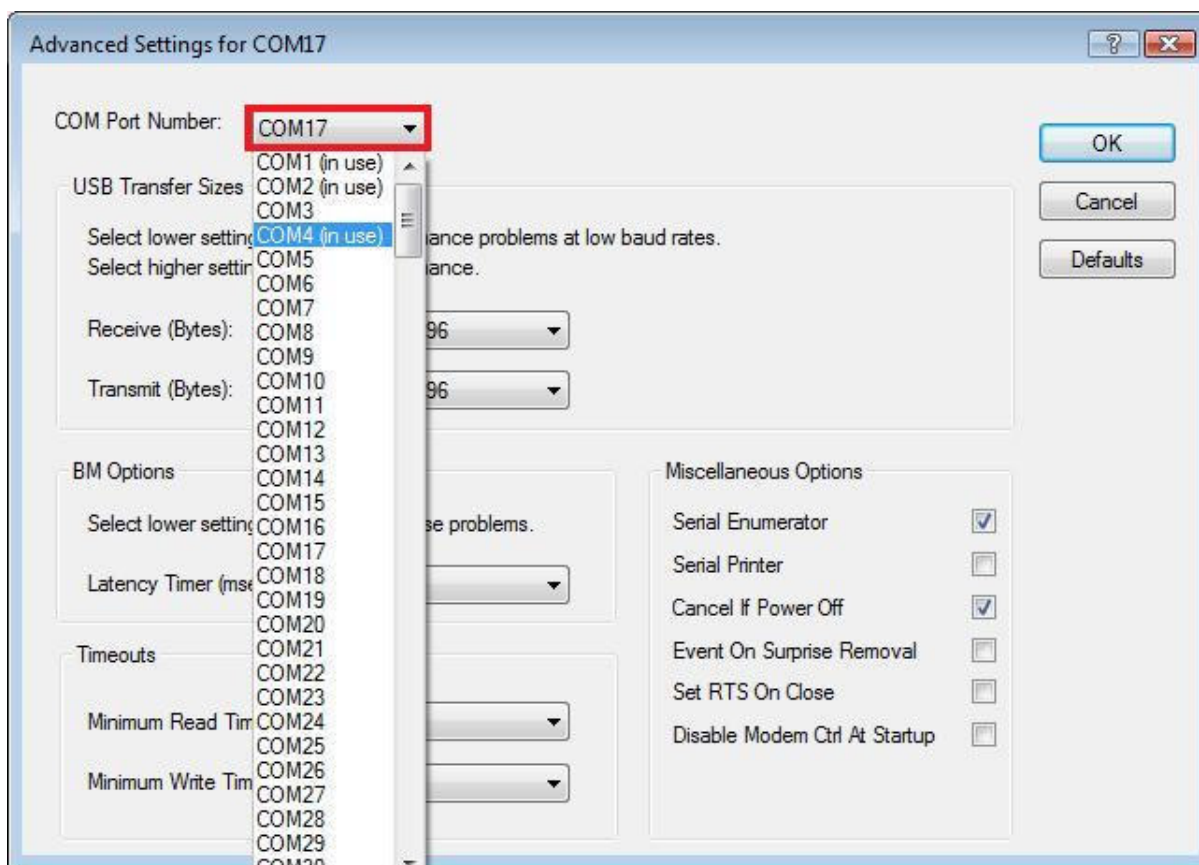 Advanced Settings for COM17
COM Port Number:
COM17
COM1 (in use)
COM2 (in use)
COM3
COM4 (in use)
COM5
COM6
COM7
COM8
COM9
COM10
COM11
COM12
COM13
COM14
COM15
COM16
COM17
COM18
COM19
COM20
COM21
COM22
COM23
COM24
COM25
COM26
COM27
COM28
COM29
OK
Cancel
Defaults
USB Transfer Sizes
Select lower setting ance problems at low baud rates.
Select higher settin ance.
Receive (Bytes): 96
Transmit (Bytes): 96
BM Options
Select lower setting se problems.
Latency Timer (mse
Timeouts
Minimum Read Tim
Minimum Write Tim
Miscellaneous Options
Serial Enumerator
Serial Printer
Cancel If Power Off
Event On Surprise Removal
Set RTS On Close
Disable Modem Ctrl At Startup